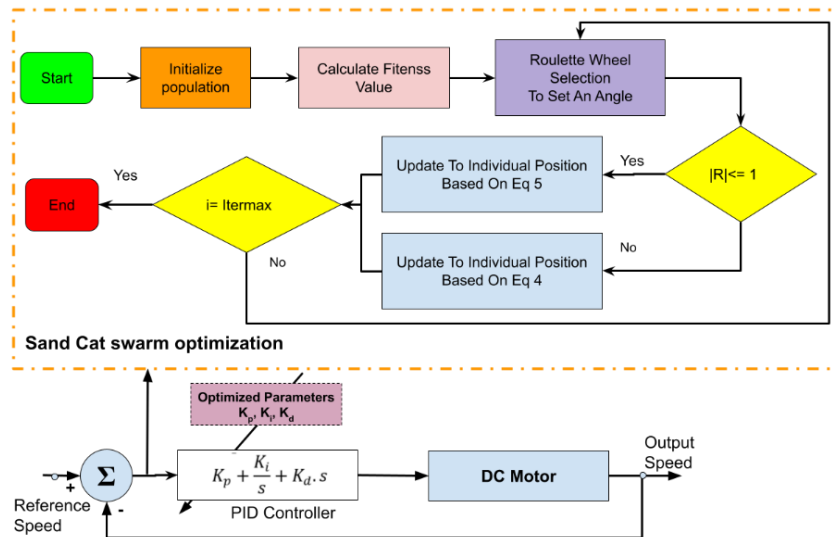 Start
Initialize
population
Calculate Fitenss
Value
Roulette Wheel
Selection
To Set An Angle
|R|<= 1
Yes
Update To Individual Position
Based On Eq 5
No
Update To Individual Position
Based On Eq 4
i= Itermax
Yes
End
No
Sand Cat swarm optimization
Optimized Parameters
Kp, Ki, Kd
Reference
Speed
+
-
Σ
Kp + Ki/s + Kd.s
PID Controller
DC Motor
Output
Speed